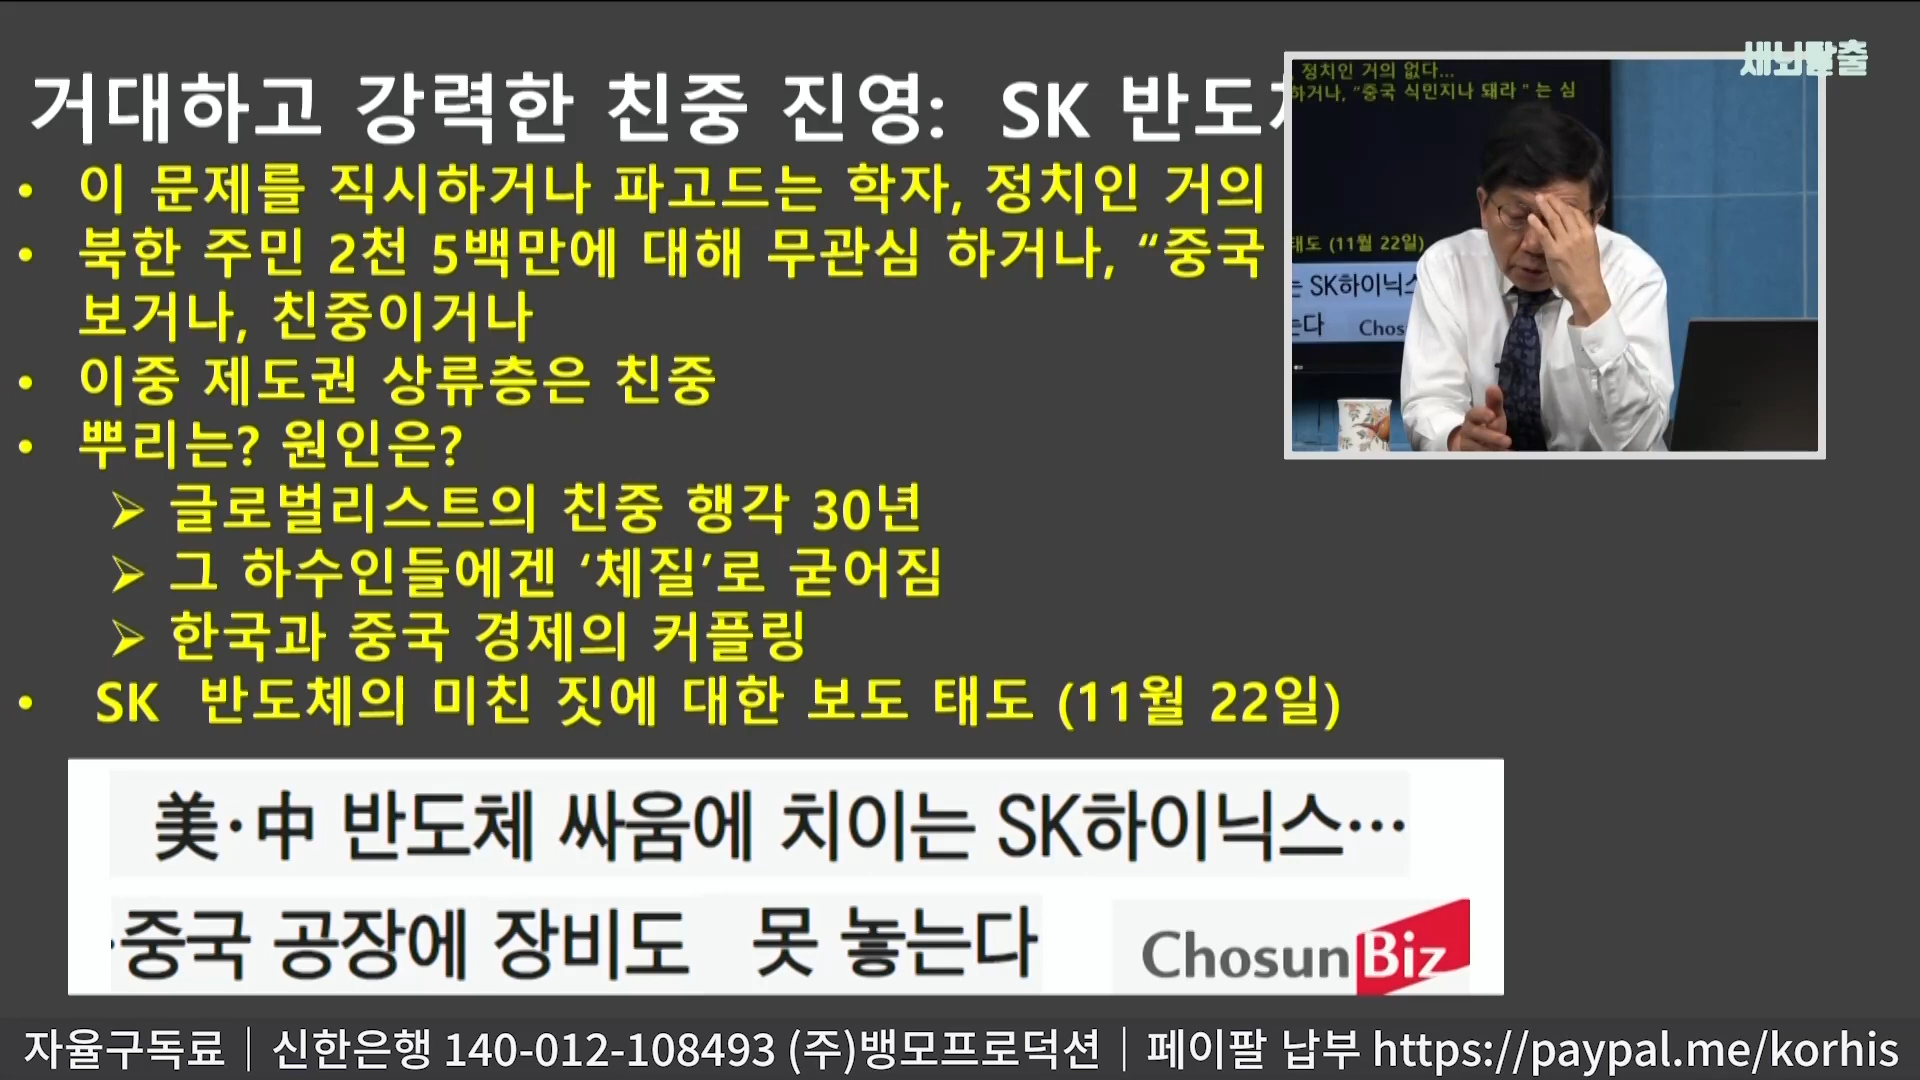 세뇌탈출
거대하고 강력한 친중 진영: SK 반도체
이 문제를 직시하거나 파고드는 학자, 정치인 거의
• 북한 주민 2천 5백만에 대해 무관심 하거나, “중국
보거나, 친중이거나
• 이중 제도권 상류층은 친중
• 뿌리는? 원인은?
➢ 글로벌리스트의 친중 행각 30년
➢ 그 하수인들에겐 ‘체질’로 굳어짐
➢ 한국과 중국 경제의 커플링
• SK 반도체의 미친 짓에 대한 보도 태도 (11월 22일)
정치인 거의 없다...
하거나, “중국 식민지나 돼라” 는 심
태도 (11월 22일)
는 SK하이닉스
는다 Chos
美·中 반도체 싸움에 치이는 SK하이닉스…
·중국 공장에 장비도 못 놓는다
ChosunBiz
자율구독료│신한은행 140-012-108493 (주)뱅모프로덕션│페이팔 납부 https://paypal.me/korhis